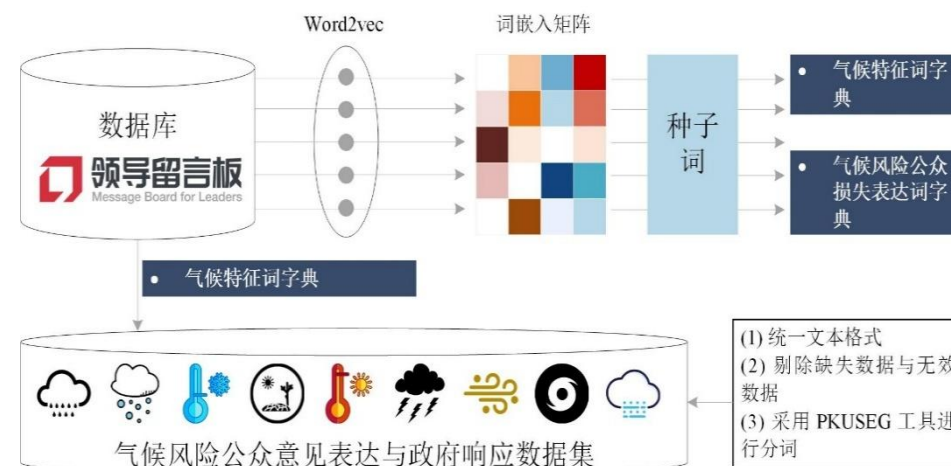 Word2vec
词嵌入矩阵
数据库
领导留言板
Message Board for Leaders
种子
词
• 气候特征词字
典
• 气候风险公众
损失表达词字
典
• 气候特征词字典
(1) 统一文本格式
(2) 剔除缺失数据与无效
数据
(3) 采用 PKUSEG 工具进
行分词
气候风险公众意见表达与政府响应数据集